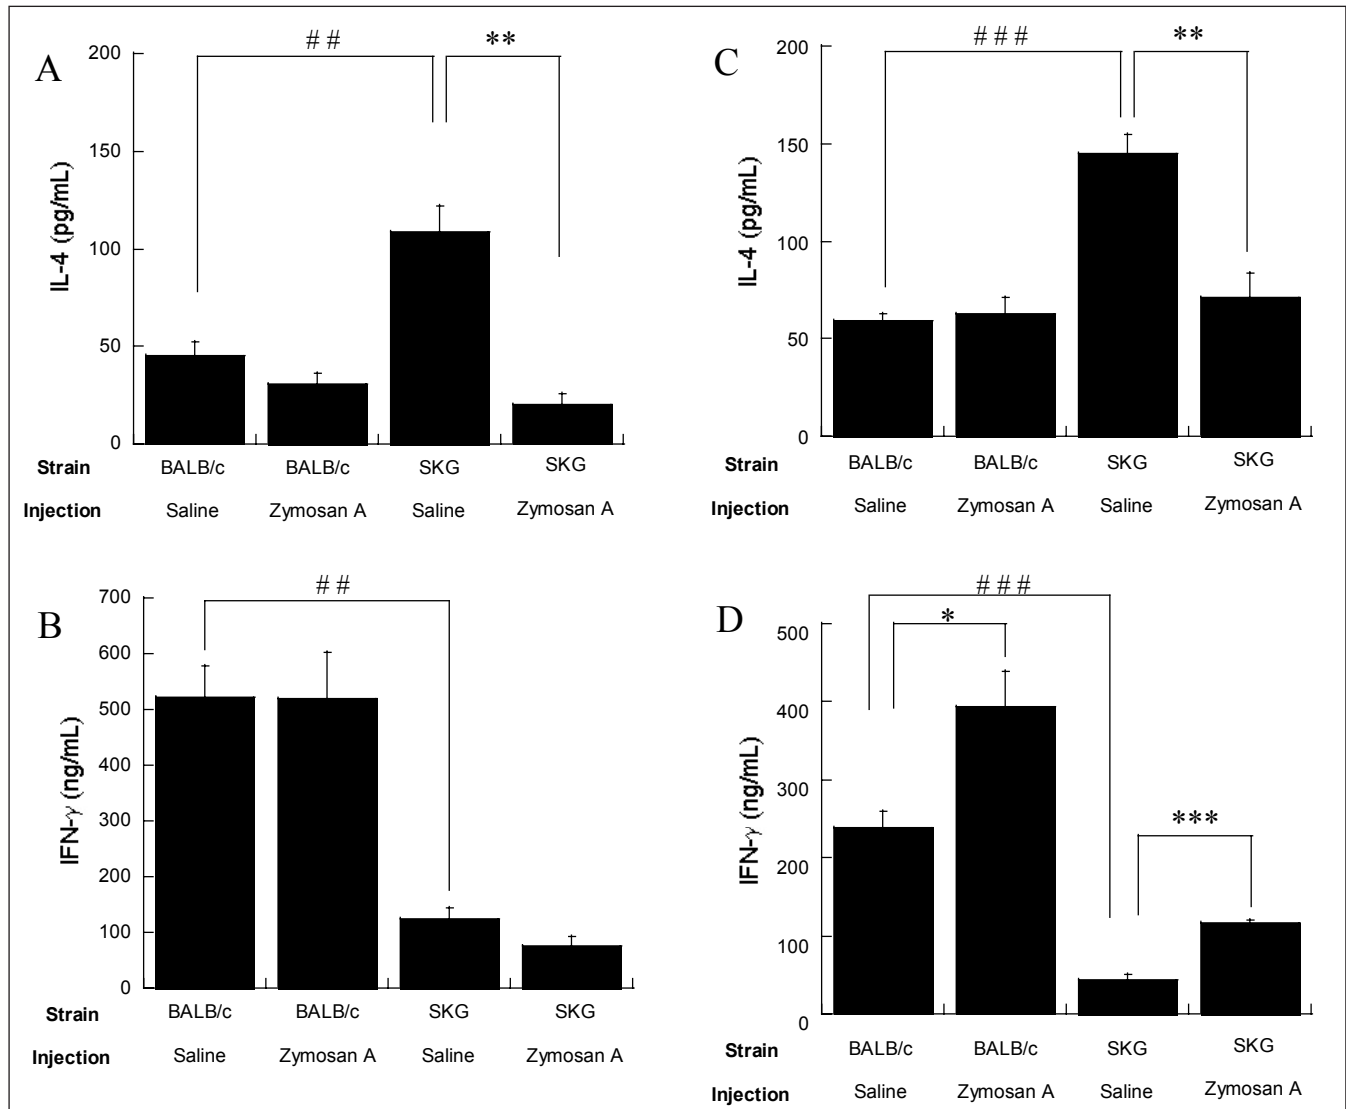 A
## **
IL-4 (pg/mL)
200
150
100
50
0
Strain BALB/c BALB/c SKG SKG
Injection Saline Zymosan A Saline Zymosan A
C
### **
IL-4 (pg/mL)
200
150
100
50
0
Strain BALB/c BALB/c SKG SKG
Injection Saline Zymosan A Saline Zymosan A
B
##
IFN-γ (ng/mL)
700
600
500
400
300
200
100
0
Strain BALB/c BALB/c SKG SKG
Injection Saline Zymosan A Saline Zymosan A
D
###
*
***
IFN-γ (ng/mL)
500
400
300
200
100
0
Strain BALB/c BALB/c SKG SKG
Injection Saline Zymosan A Saline Zymosan A